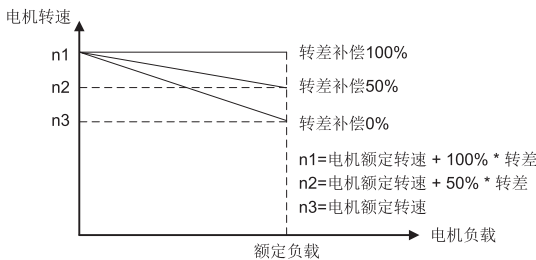 电机转速
n1
转差补偿100%
n2
转差补偿50%
n3
转差补偿0%
n1=电机额定转速 + 100% * 转差
n2=电机额定转速 + 50% * 转差
n3=电机额定转速
电机负载
额定负载